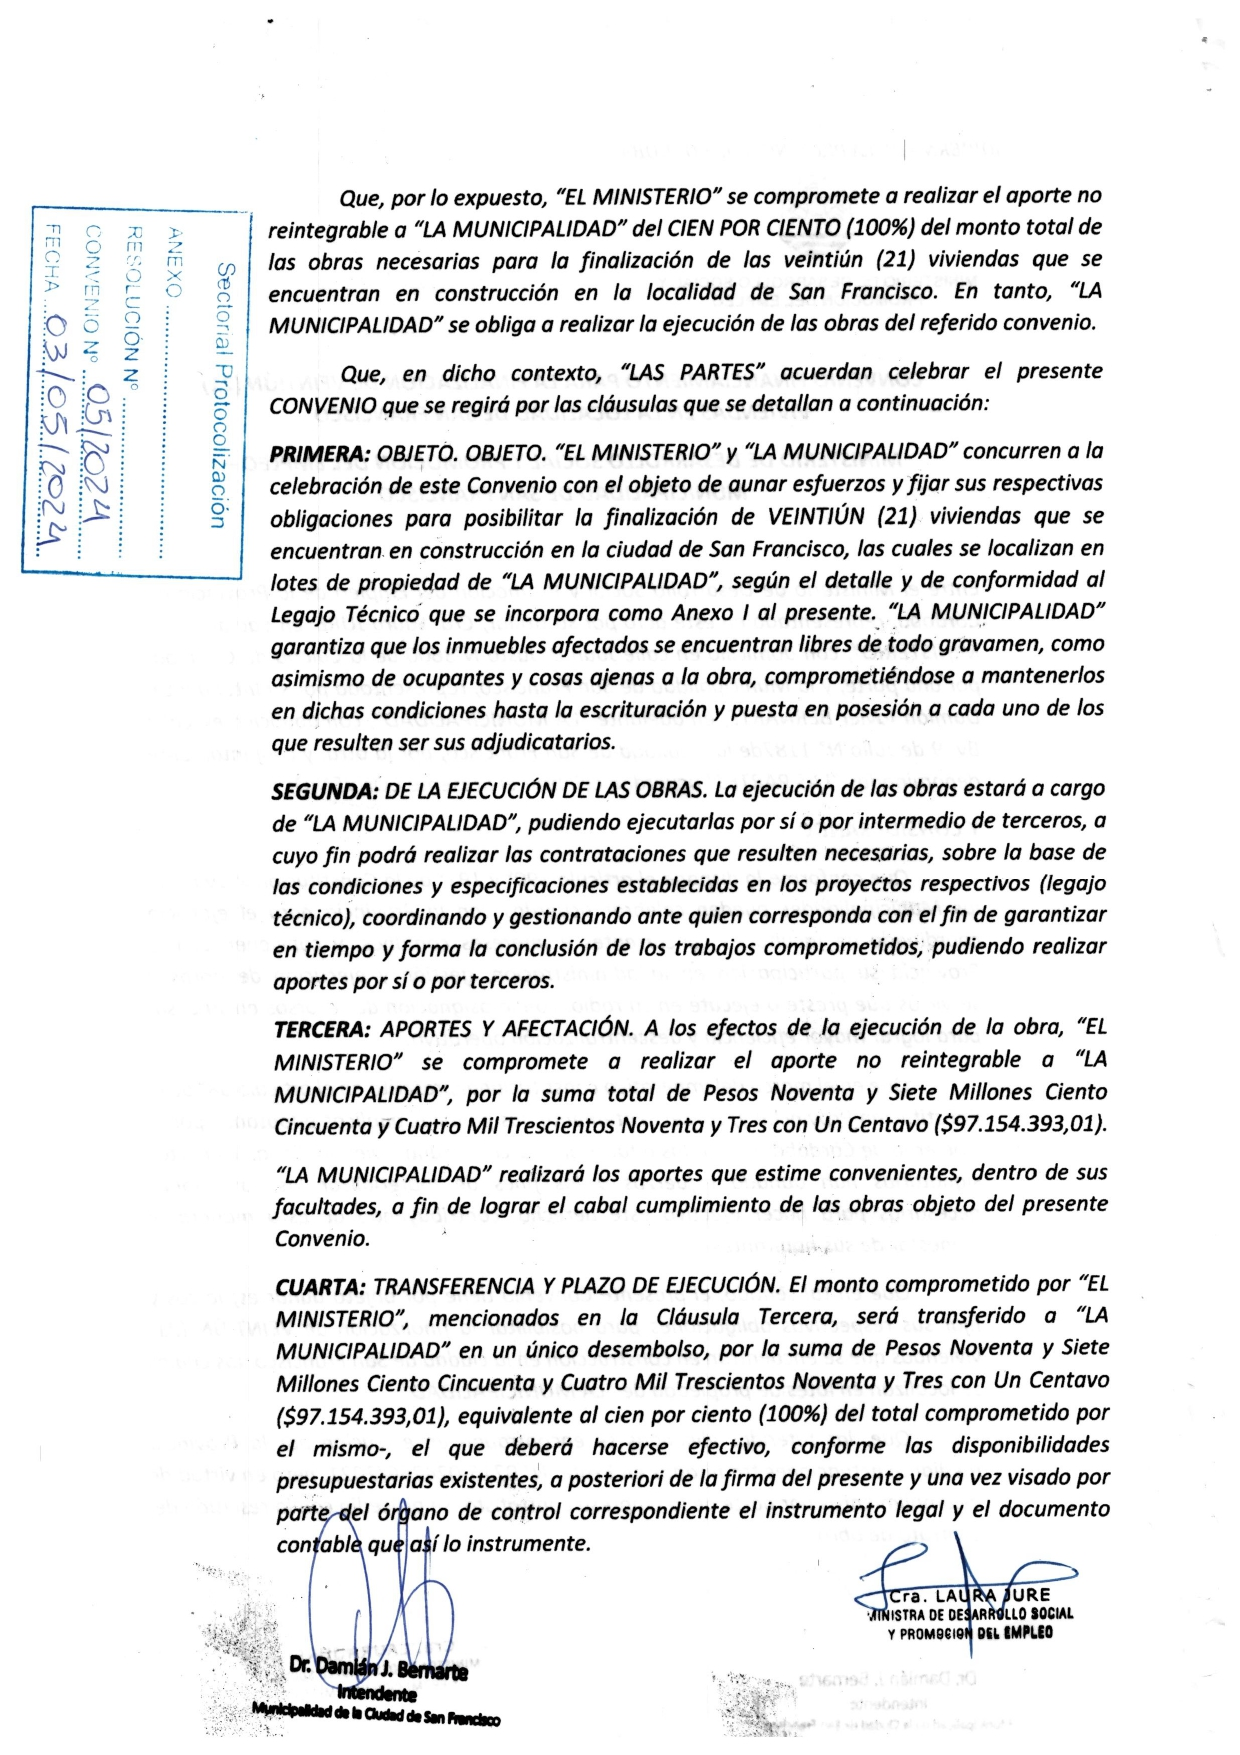 Sectorial Protocolización
ANEXO
RESOLUCIÓN Nº
CONVENIO Nº 05/2024
FECHA 03/05/2024
Que, por lo expuesto, “EL MINISTERIO” se compromete a realizar el aporte no
reintegrable a “LA MUNICIPALIDAD” del CIEN POR CIENTO (100%) del monto total de
las obras necesarias para la finalización de las veintiún (21) viviendas que se
encuentran en construcción en la localidad de San Francisco. En tanto, “LA
MUNICIPALIDAD” se obliga a realizar la ejecución de las obras del referido convenio.
Que, en dicho contexto, “LAS PARTES” acuerdan celebrar el presente
CONVENIO que se regirá por las cláusulas que se detallan a continuación:
PRIMERA: OBJETO. OBJETO. “EL MINISTERIO” y “LA MUNICIPALIDAD” concurren a la
celebración de este Convenio con el objeto de aunar esfuerzos y fijar sus respectivas
obligaciones para posibilitar la finalización de VEINTIÚN (21) viviendas que se
encuentran en construcción en la ciudad de San Francisco, las cuales se localizan en
lotes de propiedad de “LA MUNICIPALIDAD”, según el detalle y de conformidad al
Legajo Técnico que se incorpora como Anexo I al presente. “LA MUNICIPALIDAD”
garantiza que los inmuebles afectados se encuentran libres de todo gravamen, como
asimismo de ocupantes y cosas ajenas a la obra, comprometiéndose a mantenerlos
en dichas condiciones hasta la escrituración y puesta en posesión a cada uno de los
que resulten ser sus adjudicatarios.
SEGUNDA: DE LA EJECUCIÓN DE LAS OBRAS. La ejecución de las obras estará a cargo
de “LA MUNICIPALIDAD”, pudiendo ejecutarlas por sí o por intermedio de terceros, a
cuyo fin podrá realizar las contrataciones que resulten necesarias, sobre la base de
las condiciones y especificaciones establecidas en los proyectos respectivos (legajo
técnico), coordinando y gestionando ante quien corresponda con el fin de garantizar
en tiempo y forma la conclusión de los trabajos comprometidos, pudiendo realizar
aportes por sí o por terceros.
TERCERA: APORTES Y AFECTACIÓN. A los efectos de la ejecución de la obra, “EL
MINISTERIO” se compromete a realizar el aporte no reintegrable a “LA
MUNICIPALIDAD”, por la suma total de Pesos Noventa y Siete Millones Ciento
Cincuenta y Cuatro Mil Trescientos Noventa y Tres con Un Centavo ($97.154.393,01).
“LA MUNICIPALIDAD” realizará los aportes que estime convenientes, dentro de sus
facultades, a fin de lograr el cabal cumplimiento de las obras objeto del presente
Convenio.
CUARTA: TRANSFERENCIA Y PLAZO DE EJECUCIÓN. El monto comprometido por “EL
MINISTERIO”, mencionados en la Cláusula Tercera, será transferido a “LA
MUNICIPALIDAD” en un único desembolso, por la suma de Pesos Noventa y Siete
Millones Ciento Cincuenta y Cuatro Mil Trescientos Noventa y Tres con Un Centavo
($97.154.393,01), equivalente al cien por ciento (100%) del total comprometido por
el mismo-, el que deberá hacerse efectivo, conforme las disponibilidades
presupuestarias existentes, a posteriori de la firma del presente y una vez visado por
parte del órgano de control correspondiente el instrumento legal y el documento
contable que así lo instrumente.
Cra. LAURA JURE
MINISTRA DE DESARROLLO SOCIAL
Y PROMOCION DEL EMPLEO
Dr. Damián J. Bernarte
Intendente
Municipalidad de la Ciudad de San Francisco